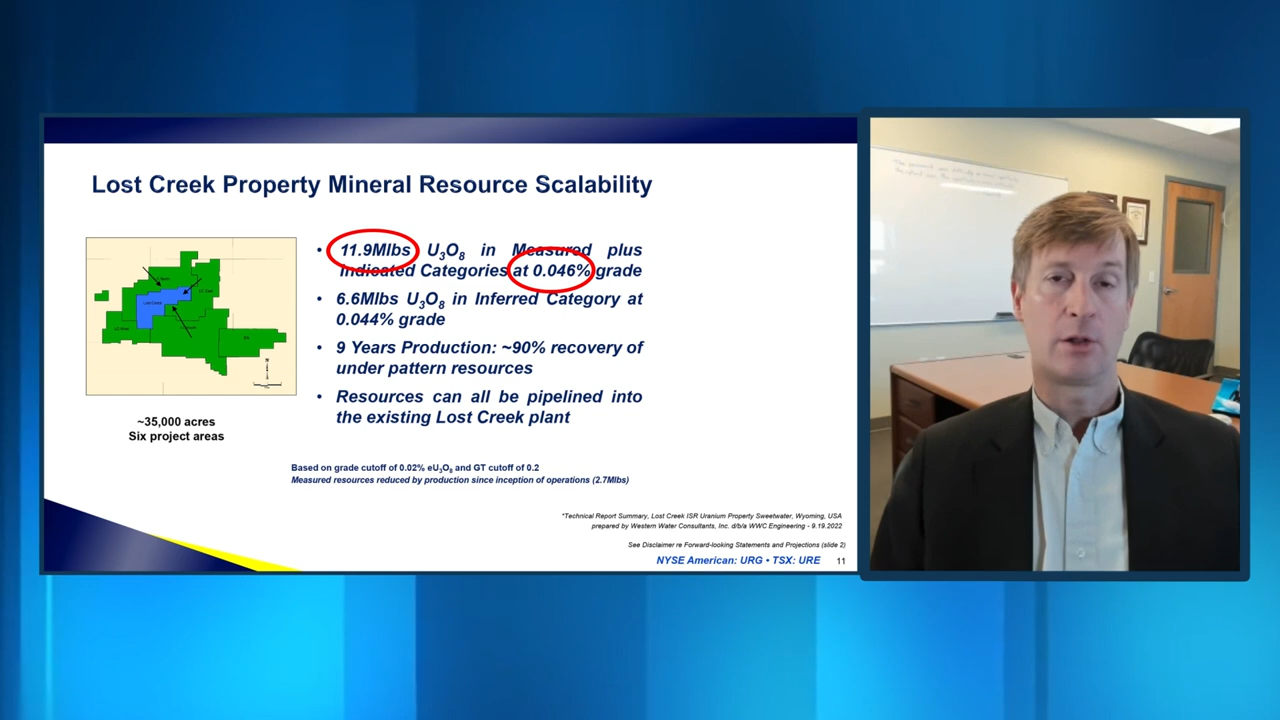 Lost Creek Property Mineral Resource Scalability
• 11.9Mlbs U3O8 in Measured plus
Indicated Categories at 0.046% grade
• 6.6Mlbs U3O8 in Inferred Category at
0.044% grade
• 9 Years Production: ~90% recovery of
under pattern resources
• Resources can all be pipelined into
the existing Lost Creek plant
Lost Creek
~35,000 acres
Six project areas
Based on grade cutoff of 0.02% eU3O8 and GT cutoff of 0.2
Measured resources reduced by production since inception of operations (2.7Mlbs)
*Technical Report Summary, Lost Creek ISR Uranium Property Sweetwater, Wyoming, USA
prepared by Western Water Consultants, Inc. d/b/a WWC Engineering - 9.19.2022
See Disclaimer re Forward-looking Statements and Projections (slide 2)
NYSE American: URG • TSX: URE 11